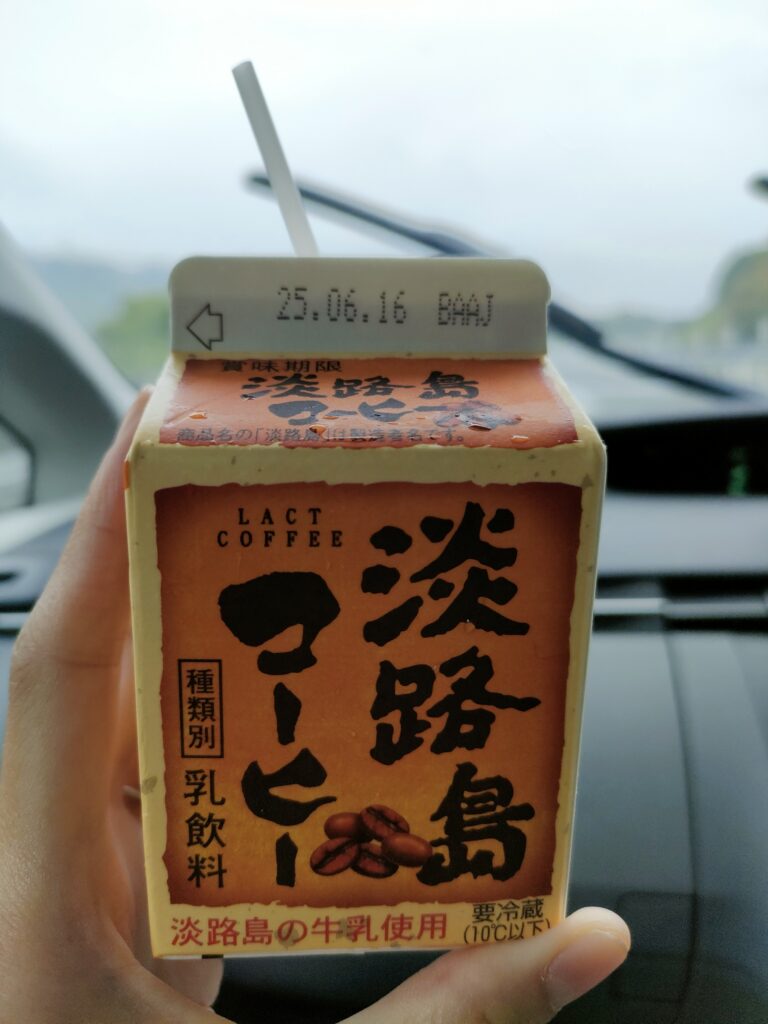 25.06.16 BAAJ
賞味期限
淡路島
コーヒー
商品名の「淡路島」は製造者名です。
LACT
COFFEE
淡路島
コーヒー
種類別
乳飲料
淡路島の牛乳使用
要冷蔵
(10℃以下)